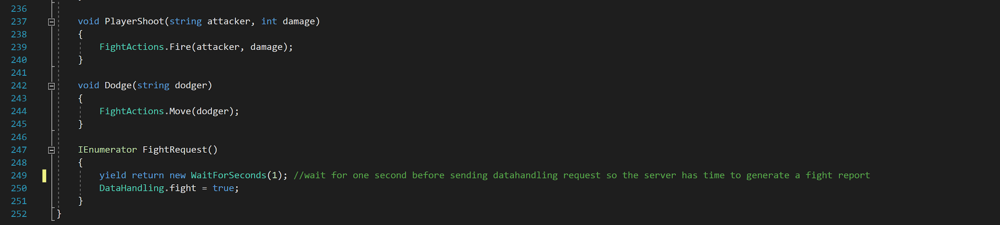 236
237 void PlayerShoot(string attacker, int damage)
238 {
239 FightActions.Fire(attacker, damage);
240 }
241
242 void Dodge(string dodger)
243 {
244 FightActions.Move(dodger);
245 }
246
247 IEnumerator FightRequest()
248 {
249 yield return new WaitForSeconds(1); //wait for one second before sending datahandling request so the server has time to generate a fight report
250 DataHandling.fight = true;
251 }
252 }